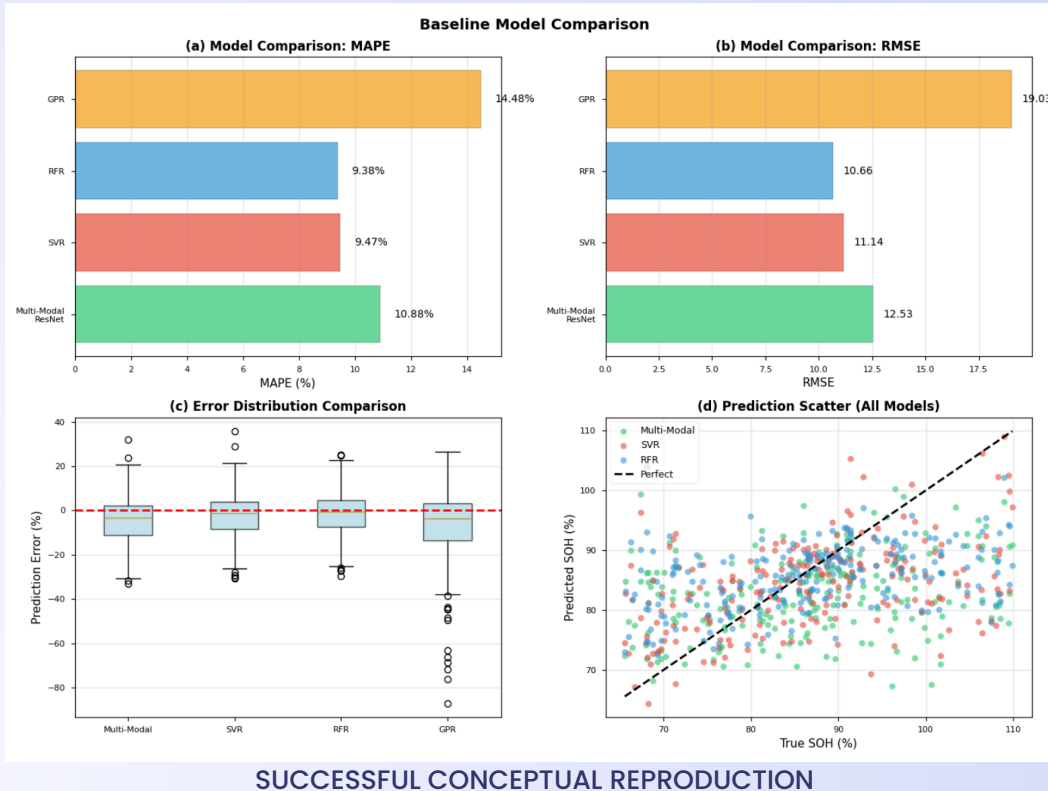 Baseline Model Comparison
(a) Model Comparison: MAPE
GPR
14.48%
RFR
9.38%
SVR
9.47%
Multi-Modal
ResNet
10.88%
0 2 4 6 8 10 12 14
MAPE (%)
(b) Model Comparison: RMSE
GPR
19.03
RFR
10.66
SVR
11.14
Multi-Modal
ResNet
12.53
0.0 2.5 5.0 7.5 10.0 12.5 15.0 17.5
RMSE
(c) Error Distribution Comparison
Prediction Error (%)
40
20
0
−20
−40
−60
−80
Multi-Modal SVR RFR GPR
(d) Prediction Scatter (All Models)
Multi-Modal
SVR
RFR
Perfect
Predicted SOH (%)
110
100
90
80
70
70 80 90 100 110
True SOH (%)
SUCCESSFUL CONCEPTUAL REPRODUCTION